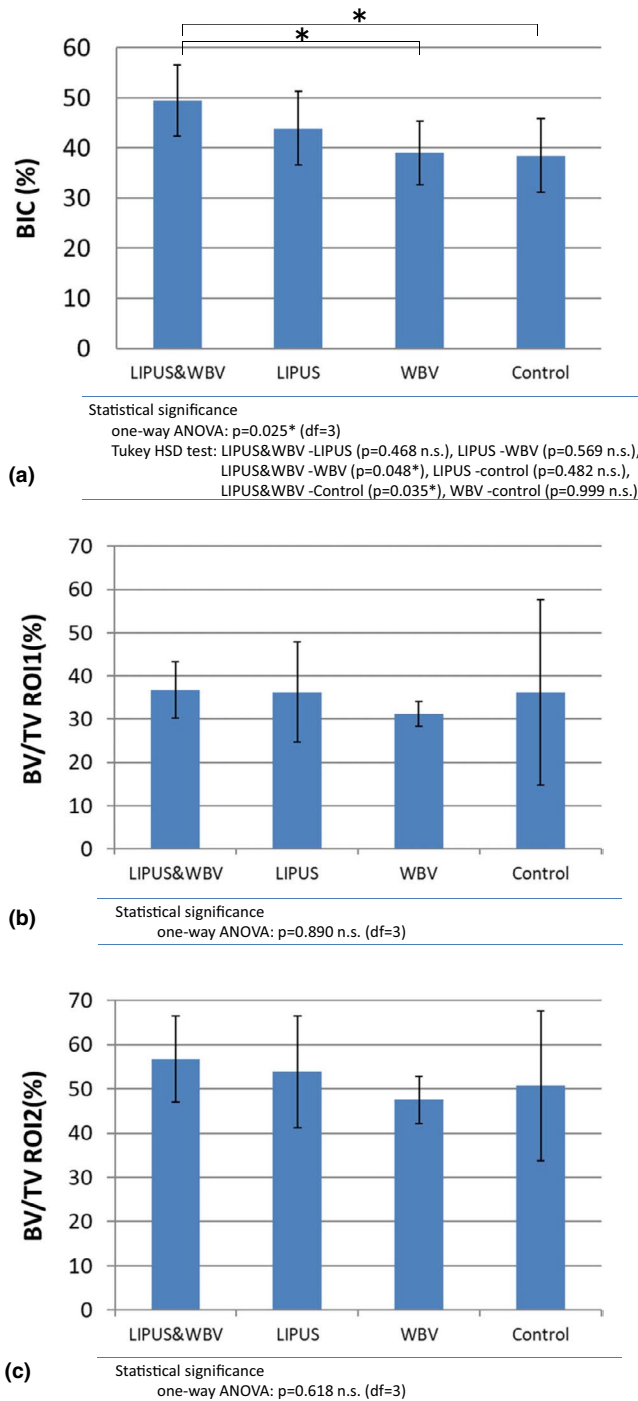 *
*
60
50
40
30
20
10
0
BIC (%)
LIPUS&WBV LIPUS WBV Control
Statistical significance
one-way ANOVA: p=0.025* (df=3)
Tukey HSD test: LIPUS&WBV -LIPUS (p=0.468 n.s.), LIPUS -WBV (p=0.569 n.s.),
LIPUS&WBV -WBV (p=0.048*), LIPUS -control (p=0.482 n.s.),
LIPUS&WBV -Control (p=0.035*), WBV -control (p=0.999 n.s.)
(a)
70
60
50
40
30
20
10
0
BV/TV ROI1(%)
LIPUS&WBV LIPUS WBV Control
Statistical significance
one-way ANOVA: p=0.890 n.s. (df=3)
(b)
70
60
50
40
30
20
10
0
BV/TV ROI2(%)
LIPUS&WBV LIPUS WBV Control
Statistical significance
one-way ANOVA: p=0.618 n.s. (df=3)
(c)